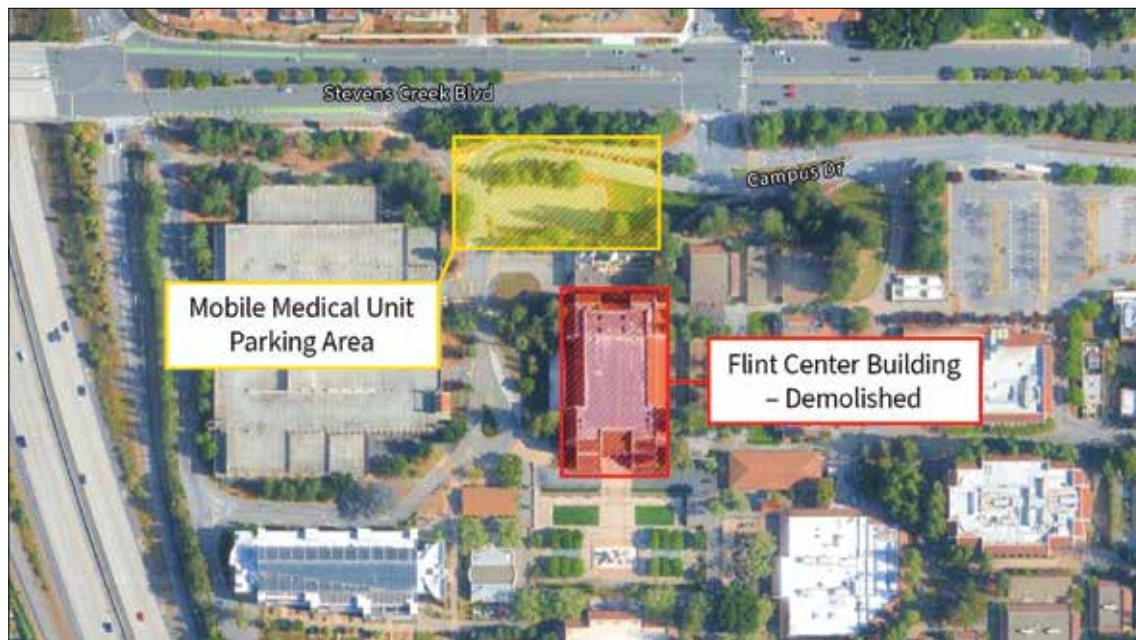 Stevens Creek Blvd
Campus Dr
Mobile Medical Unit
Parking Area
Flint Center Building
– Demolished